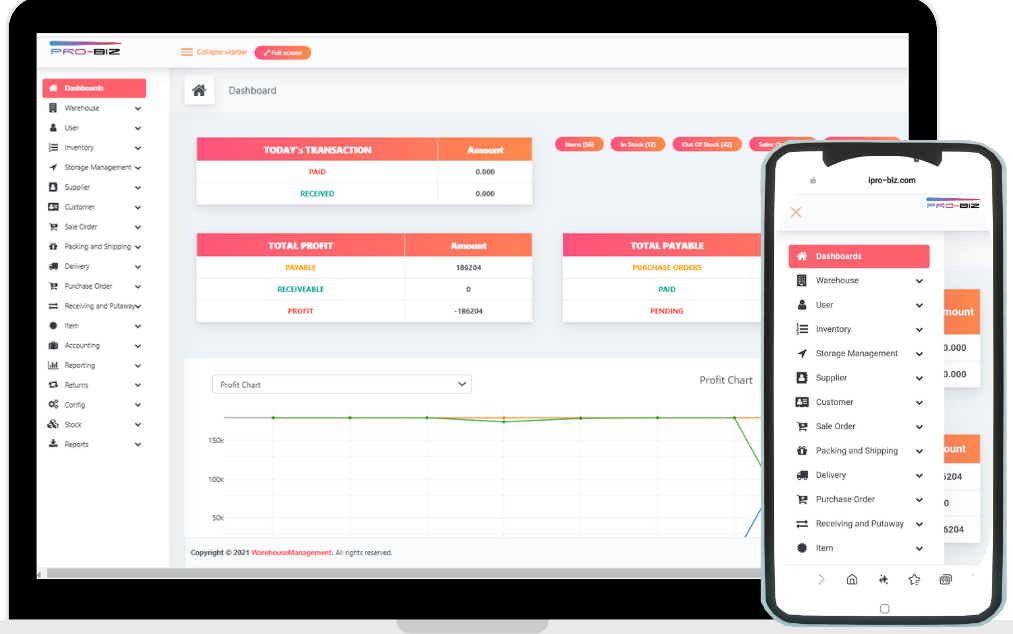 PRO-BIZ
Collapse sidebar
Full screen
Dashboards
Warehouse
User
Inventory
Storage Management
Supplier
Customer
Sale Order
Packing and Shipping
Delivery
Purchase Order
Receiving and Putaway
Item
Accounting
Reporting
Returns
Config
Stock
Reports
Dashboard
TODAY's TRANSACTION Amount
PAID 0.000
RECEIVED 0.000
Items (56) In Stock (12) Out Of Stock (42) Sales
TOTAL PROFIT Amount
PAYABLE 186204
RECEIVEABLE 0
PROFIT -186204
TOTAL PAYABLE
PURCHASE ORDERS
PAID
PENDING
Profit Chart
Profit Chart
150k
100k
50k
Copyright © 2021 WarehouseManagement. All rights reserved.
ipro-biz.com
PRO-BIZ
Dashboards
Warehouse
User
Inventory
Storage Management
Supplier
Customer
Sale Order
Packing and Shipping
Delivery
Purchase Order
Receiving and Putaway
Item
mount
0.000
0.000
ount
6204
0
6204